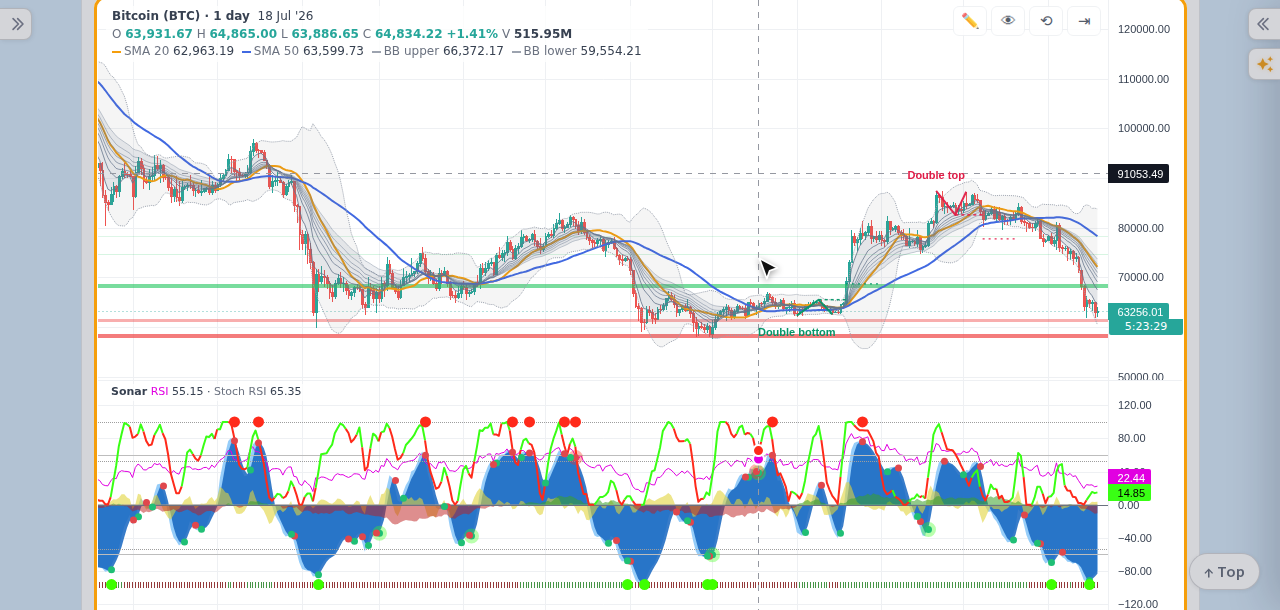 Bitcoin (BTC) · 1 day 18 Jul '26
O 63,931.67 H 64,865.00 L 63,886.65 C 64,834.22 +1.41% V 515.95M
SMA 20 62,963.19 SMA 50 63,599.73 BB upper 66,372.17 BB lower 59,554.21
120000.00
110000.00
100000.00
91053.49
Double top
80000.00
70000.00
63256.01
5:23:29
Double bottom
50000.00
Sonar RSI 55.15 · Stoch RSI 65.35
120.00
80.00
22.44
14.85
0.00
−40.00
−80.00
−120.00
↑ Top